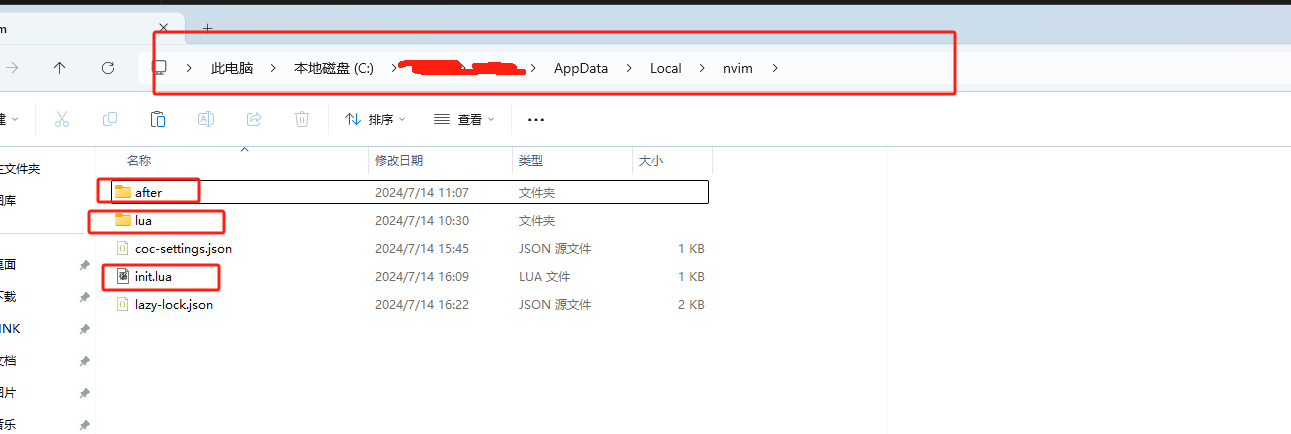 m
此电脑 本地磁盘 (C:) AppData Local nvim
建 排序 查看
名称 修改日期 类型 大小
主文件夹
图库
after 2024/7/14 11:07 文件夹
lua 2024/7/14 10:30 文件夹
coc-settings.json 2024/7/14 15:45 JSON 源文件 1 KB
桌面
init.lua 2024/7/14 16:09 LUA 文件 1 KB
下载
lazy-lock.json 2024/7/14 16:22 JSON 源文件 2 KB
INK
文档
图片
音乐